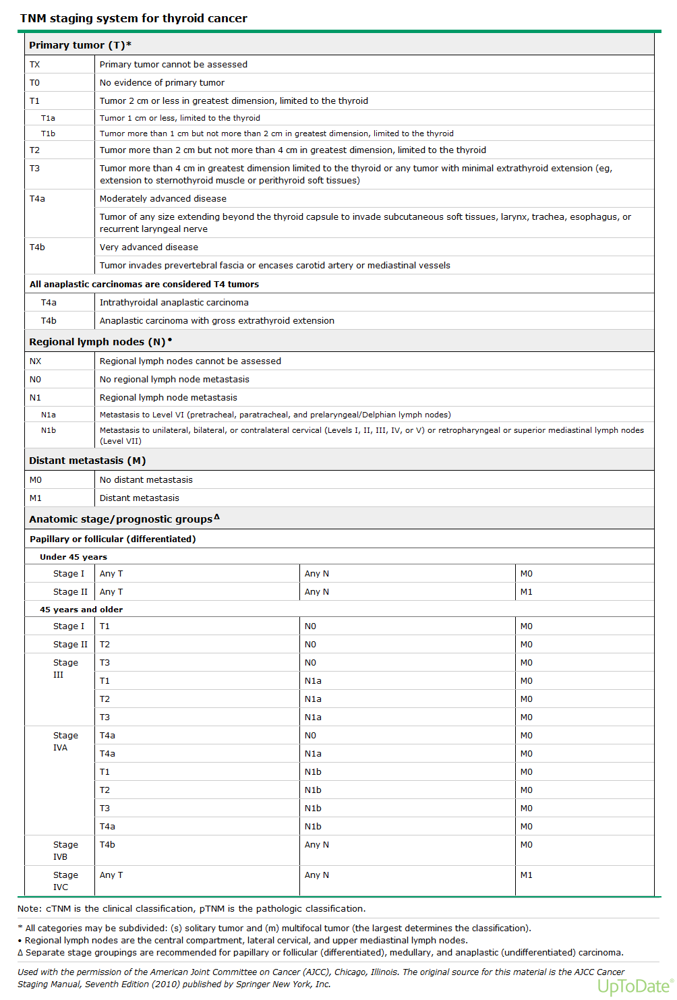 TNM staging system for thyroid cancer
Primary tumor (T)*
TX Primary tumor cannot be assessed
T0 No evidence of primary tumor
T1 Tumor 2 cm or less in greatest dimension, limited to the thyroid
T1a Tumor 1 cm or less, limited to the thyroid
T1b Tumor more than 1 cm but not more than 2 cm in greatest dimension, limited to the thyroid
T2 Tumor more than 2 cm but not more than 4 cm in greatest dimension, limited to the thyroid
T3 Tumor more than 4 cm in greatest dimension limited to the thyroid or any tumor with minimal extrathyroid extension (eg,
extension to sternothyroid muscle or perithyroid soft tissues)
T4a Moderately advanced disease
Tumor of any size extending beyond the thyroid capsule to invade subcutaneous soft tissues, larynx, trachea, esophagus, or
recurrent laryngeal nerve
T4b Very advanced disease
Tumor invades prevertebral fascia or encases carotid artery or mediastinal vessels
All anaplastic carcinomas are considered T4 tumors
T4a Intrathyroidal anaplastic carcinoma
T4b Anaplastic carcinoma with gross extrathyroid extension
Regional lymph nodes (N)•
NX Regional lymph nodes cannot be assessed
N0 No regional lymph node metastasis
N1 Regional lymph node metastasis
N1a Metastasis to Level VI (pretracheal, paratracheal, and prelaryngeal/Delphian lymph nodes)
N1b Metastasis to unilateral, bilateral, or contralateral cervical (Levels I, II, III, IV, or V) or retropharyngeal or superior mediastinal lymph nodes
(Level VII)
Distant metastasis (M)
M0 No distant metastasis
M1 Distant metastasis
Anatomic stage/prognostic groupsΔ
Papillary or follicular (differentiated)
Under 45 years
Stage I Any T Any N M0
Stage II Any T Any N M1
45 years and older
Stage I T1 N0 M0
Stage II T2 N0 M0
Stage III T3 N0 M0
T1 N1a M0
T2 N1a M0
T3 N1a M0
Stage IVA T4a N0 M0
T4a N1a M0
T1 N1b M0
T2 N1b M0
T3 N1b M0
T4a N1b M0
Stage IVB T4b Any N M0
Stage IVC Any T Any N M1
Note: cTNM is the clinical classification, pTNM is the pathologic classification.
* All categories may be subdivided: (s) solitary tumor and (m) multifocal tumor (the largest determines the classification).
• Regional lymph nodes are the central compartment, lateral cervical, and upper mediastinal lymph nodes.
Δ Separate stage groupings are recommended for papillary or follicular (differentiated), medullary, and anaplastic (undifferentiated) carcinoma.
Used with the permission of the American Joint Committee on Cancer (AJCC), Chicago, Illinois. The original source for this material is the AJCC Cancer
Staging Manual, Seventh Edition (2010) published by Springer New York, Inc.
UpToDate®